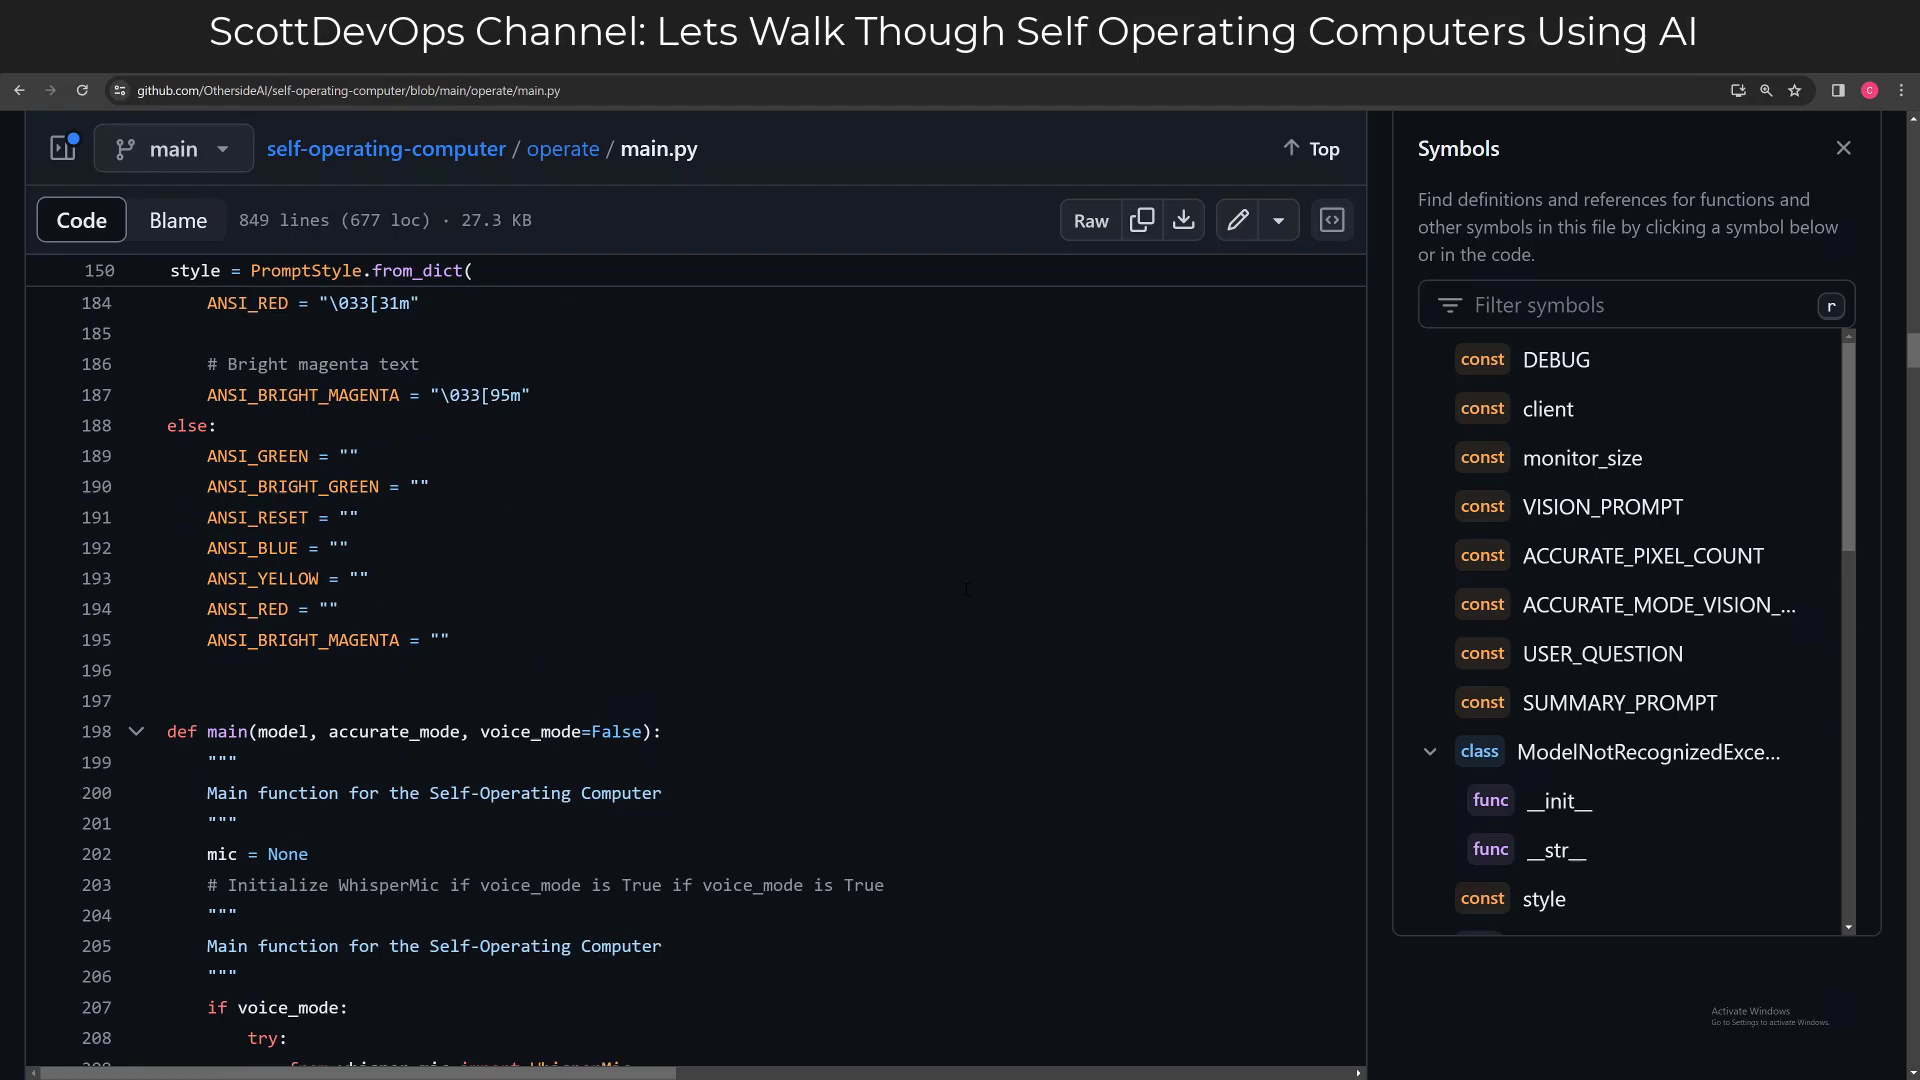 ScottDevOps Channel: Lets Walk Though Self Operating Computers Using AI
github.com/OthersideAI/self-operating-computer/blob/main/operate/main.py
C
main
self-operating-computer / operate / main.py
Top
Code
Blame
849 lines (677 loc) · 27.3 KB
Raw
150 style = PromptStyle.from_dict(
184 ANSI_RED = "\033[31m"
185
186 # Bright magenta text
187 ANSI_BRIGHT_MAGENTA = "\033[95m"
188 else:
189 ANSI_GREEN = ""
190 ANSI_BRIGHT_GREEN = ""
191 ANSI_RESET = ""
192 ANSI_BLUE = ""
193 ANSI_YELLOW = ""
194 ANSI_RED = ""
195 ANSI_BRIGHT_MAGENTA = ""
196
197
198 def main(model, accurate_mode, voice_mode=False):
199 """
200 Main function for the Self-Operating Computer
201 """
202 mic = None
203 # Initialize WhisperMic if voice_mode is True if voice_mode is True
204 """
205 Main function for the Self-Operating Computer
206 """
207 if voice_mode:
208 try:
Symbols
Find definitions and references for functions and
other symbols in this file by clicking a symbol below
or in the code.
Filter symbols r
const DEBUG
const client
const monitor_size
const VISION_PROMPT
const ACCURATE_PIXEL_COUNT
const ACCURATE_MODE_VISION_...
const USER_QUESTION
const SUMMARY_PROMPT
class ModelNotRecognizedExce...
func __init__
func __str__
const style
Activate Windows
Go to Settings to activate Windows.